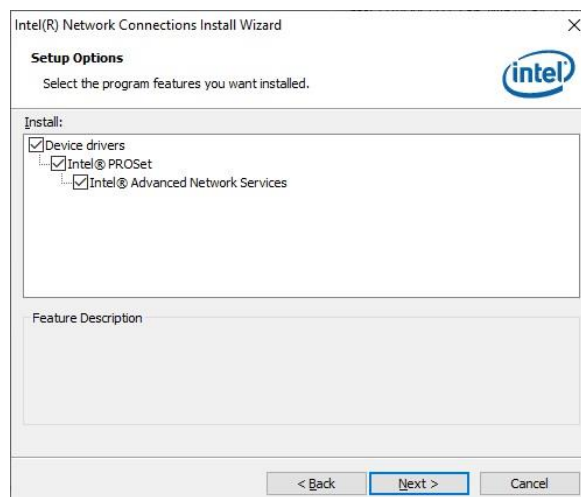 Intel(R) Network Connections Install Wizard
Setup Options
Select the program features you want installed.
intel
Install:
Device drivers
Intel® PROSet
Intel® Advanced Network Services
Feature Description
< Back
Next >
Cancel